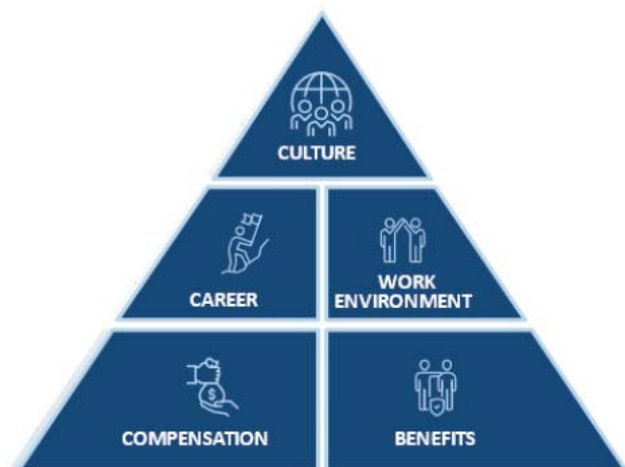 CULTURE
CAREER
WORK
ENVIRONMENT
$
COMPENSATION
BENEFITS